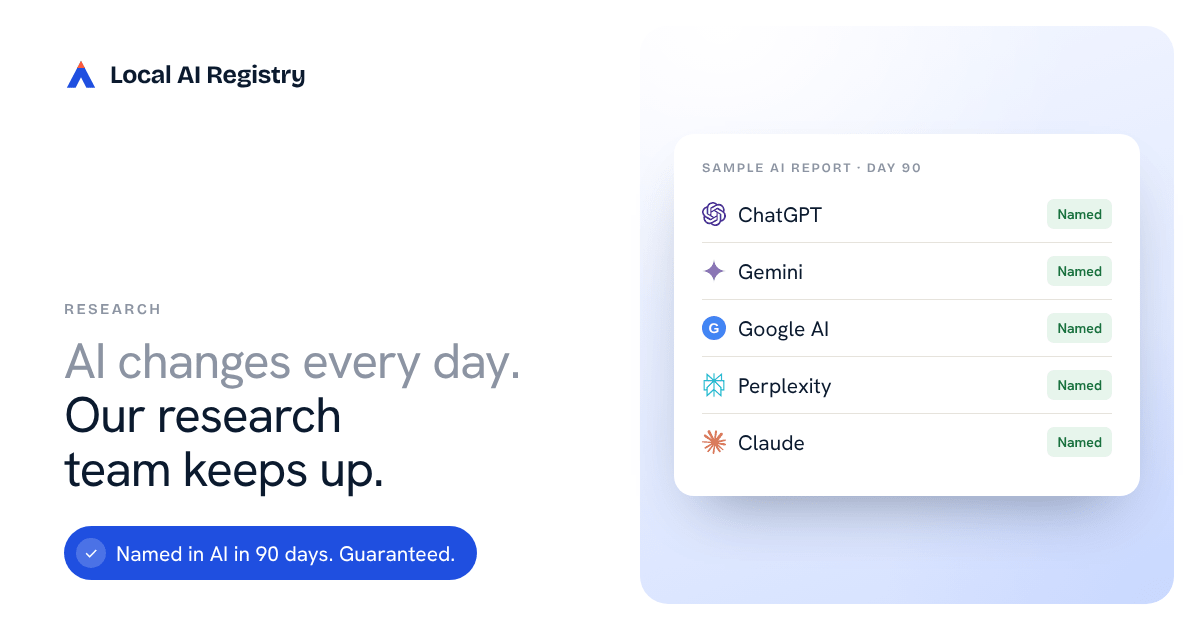 Local AI Registry
RESEARCH
AI changes every day.
Our research
team keeps up.
Named in AI in 90 days. Guaranteed.
SAMPLE AI REPORT · DAY 90
ChatGPT Named
Gemini Named
G Google AI Named
Perplexity Named
Claude Named